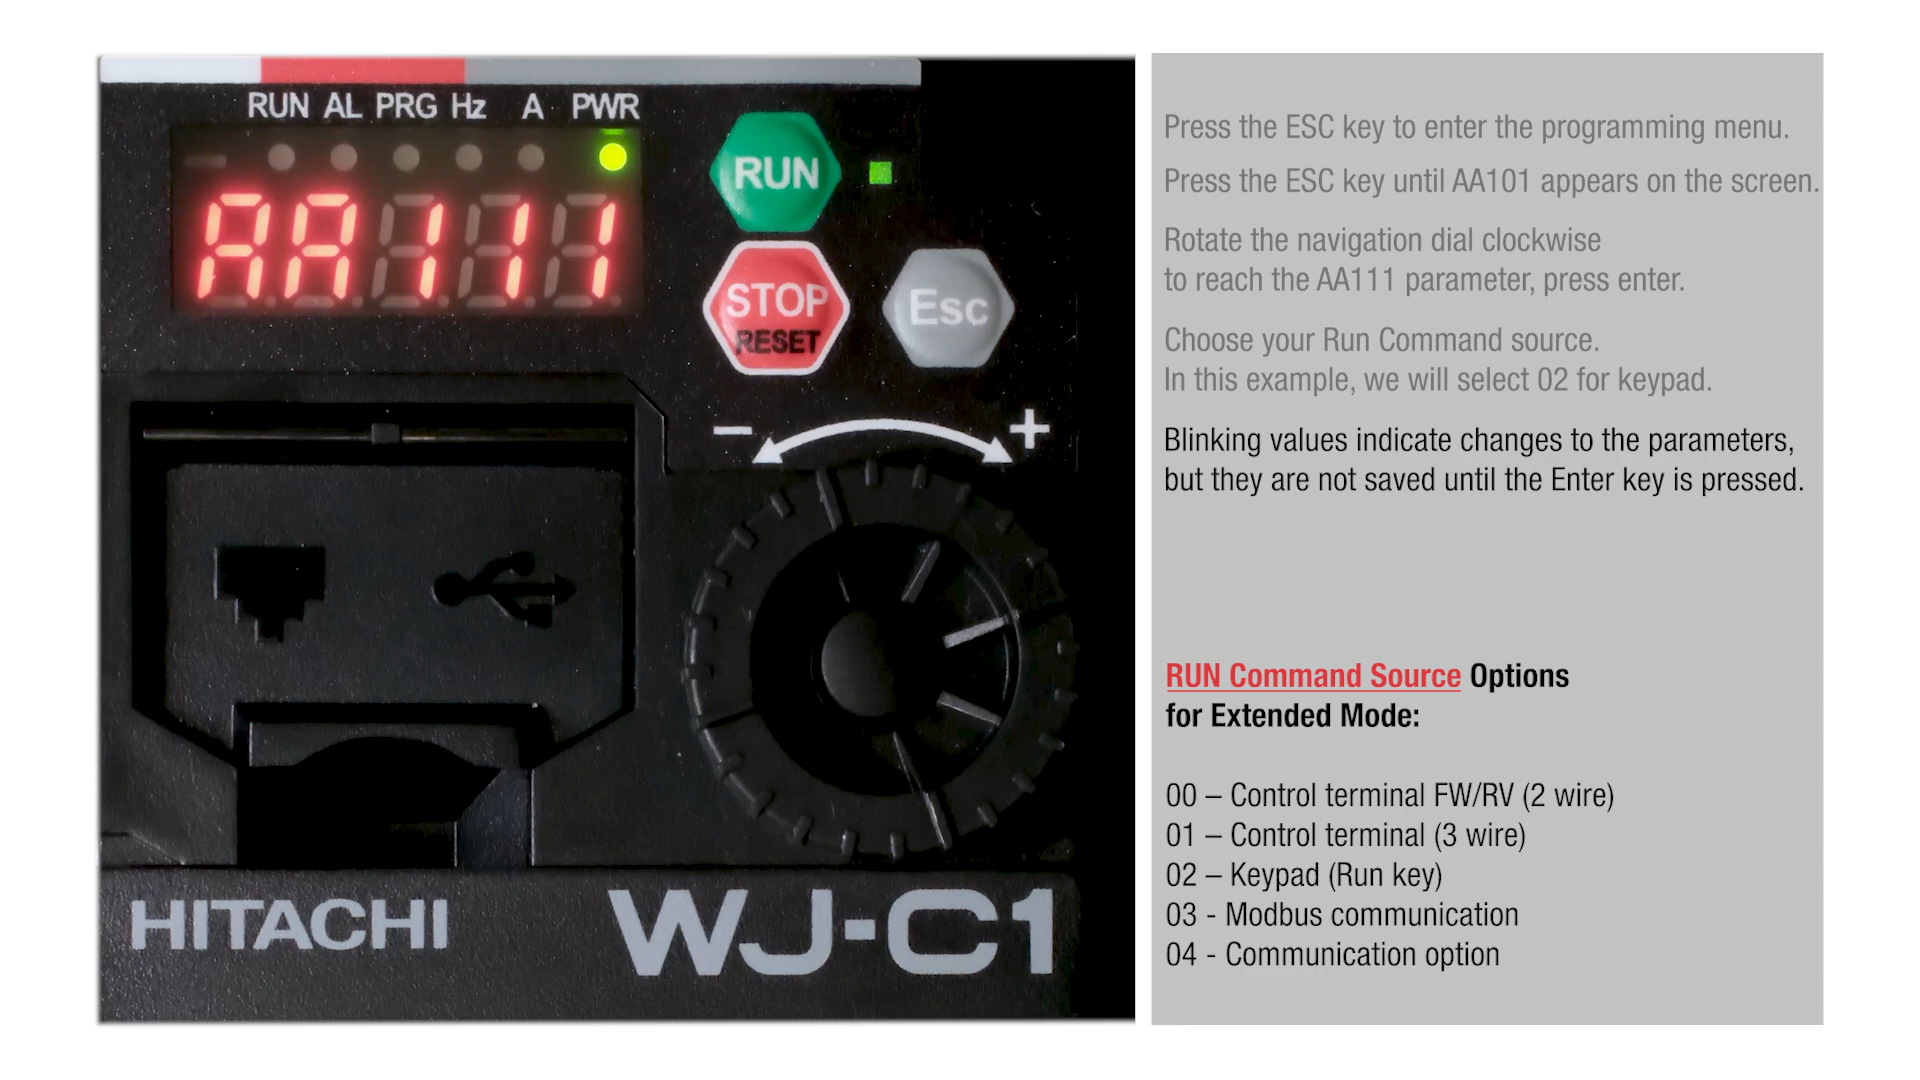 RUN AL PRG Hz A PWR
AA111
RUN
STOP
RESET
Esc
− +
HITACHI
WJ-C1
Press the ESC key to enter the programming menu.
Press the ESC key until AA101 appears on the screen.
Rotate the navigation dial clockwise
to reach the AA111 parameter, press enter.
Choose your Run Command source.
In this example, we will select 02 for keypad.
Blinking values indicate changes to the parameters,
but they are not saved until the Enter key is pressed.
RUN Command Source Options
for Extended Mode:
00 – Control terminal FW/RV (2 wire)
01 – Control terminal (3 wire)
02 – Keypad (Run key)
03 - Modbus communication
04 - Communication option